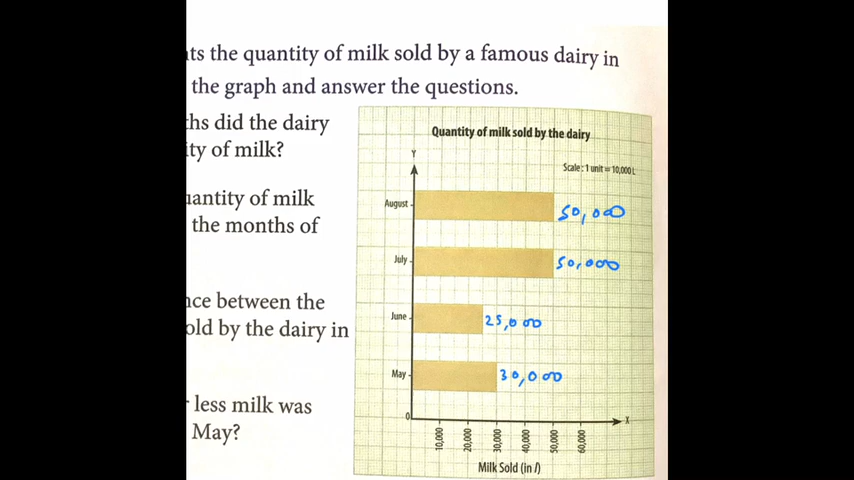 nts the quantity of milk sold by a famous dairy in
the graph and answer the questions.
ths did the dairy
ity of milk?
uantity of milk
the months of
nce between the
old by the dairy in
less milk was
May?
Quantity of milk sold by the dairy
Y
Scale : 1 unit = 10,000 L
August 50,000
July 50,000
June 25,000
May 30,000
0 X
10,000 20,000 30,000 40,000 50,000 60,000
Milk Sold (in l)